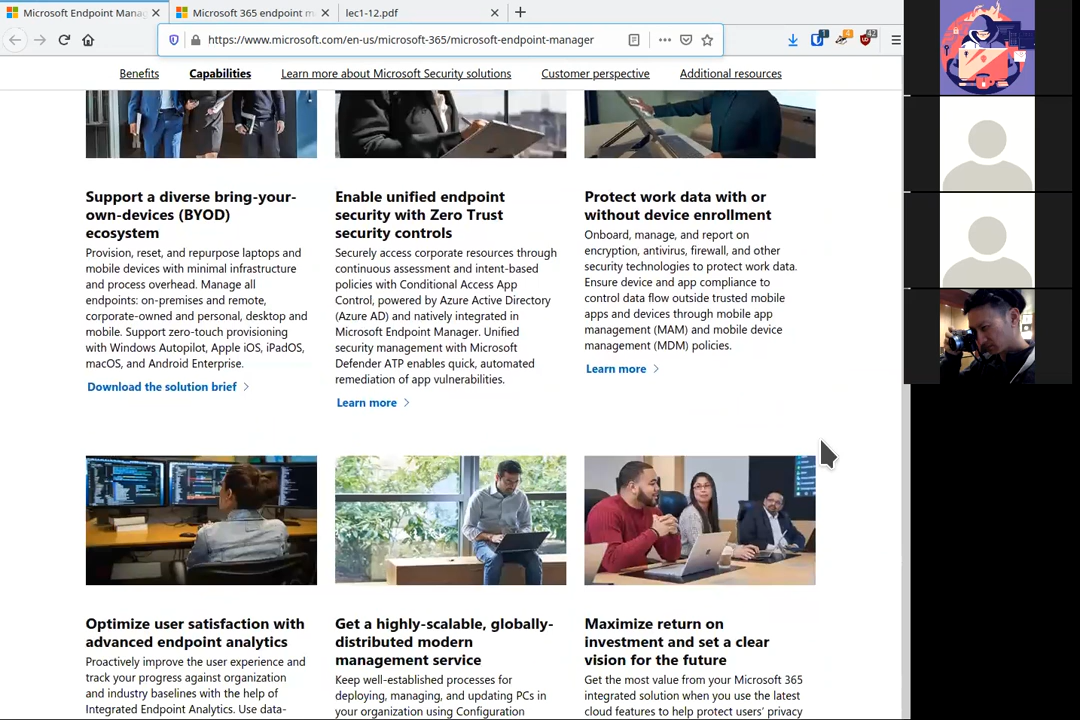 Microsoft Endpoint Mana
Microsoft 365 endpoint m
lec1-12.pdf
https://www.microsoft.com/en-us/microsoft-365/microsoft-endpoint-manager
1
4
42
Benefits
Capabilities
Learn more about Microsoft Security solutions
Customer perspective
Additional resources
Support a diverse bring-your-
own-devices (BYOD)
ecosystem
Provision, reset, and repurpose laptops and
mobile devices with minimal infrastructure
and process overhead. Manage all
endpoints: on-premises and remote,
corporate-owned and personal, desktop and
mobile. Support zero-touch provisioning
with Windows Autopilot, Apple iOS, iPadOS,
macOS, and Android Enterprise.
Download the solution brief
Enable unified endpoint
security with Zero Trust
security controls
Securely access corporate resources through
continuous assessment and intent-based
policies with Conditional Access App
Control, powered by Azure Active Directory
(Azure AD) and natively integrated in
Microsoft Endpoint Manager. Unified
security management with Microsoft
Defender ATP enables quick, automated
remediation of app vulnerabilities.
Learn more
Protect work data with or
without device enrollment
Onboard, manage, and report on
encryption, antivirus, firewall, and other
security technologies to protect work data.
Ensure device and app compliance to
control data flow outside trusted mobile
apps and devices through mobile app
management (MAM) and mobile device
management (MDM) policies.
Learn more
Optimize user satisfaction with
advanced endpoint analytics
Proactively improve the user experience and
track your progress against organization
and industry baselines with the help of
Integrated Endpoint Analytics. Use data-
Get a highly-scalable, globally-
distributed modern
management service
Keep well-established processes for
deploying, managing, and updating PCs in
your organization using Configuration
Maximize return on
investment and set a clear
vision for the future
Get the most value from your Microsoft 365
integrated solution when you use the latest
cloud features to help protect users' privacy